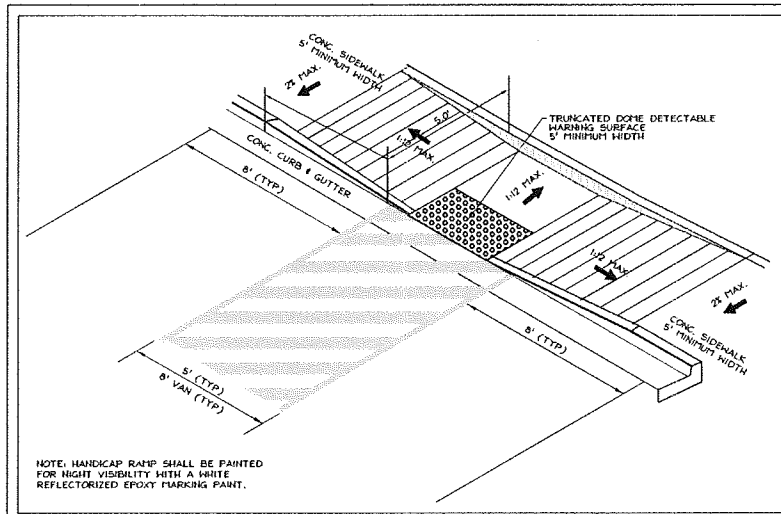 CONC. SIDEWALK
5' MINIMUM WIDTH
2% MAX.
5.0'
1:12 MAX.
TRUNCATED DOME DETECTABLE
WARNING SURFACE
5' MINIMUM WIDTH
CONC. CURB & GUTTER
8' (TYP)
1:12 MAX.
1:12 MAX.
2% MAX.
CONC. SIDEWALK
5' MINIMUM WIDTH
8' (TYP)
5' (TYP)
8' VAN (TYP)
NOTE: HANDICAP RAMP SHALL BE PAINTED
FOR NIGHT VISIBILITY WITH A WHITE
REFLECTORIZED EPOXY MARKING PAINT.